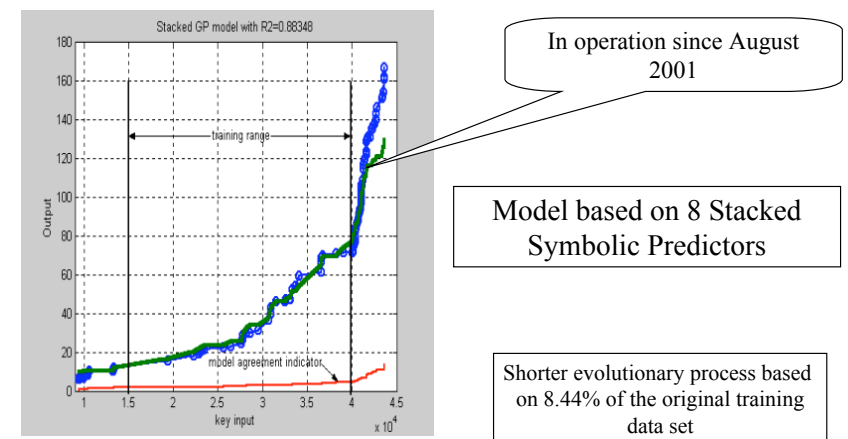 Stacked GP model with R2=0.88348
180
160
140
120
100
80
60
40
20
0
Output
training range
model agreement indicator
1
1.5
2
2.5
3
3.5
4
4.5
key input
x 10^4
In operation since August
2001
Model based on 8 Stacked
Symbolic Predictors
Shorter evolutionary process based
on 8.44% of the original training
data set